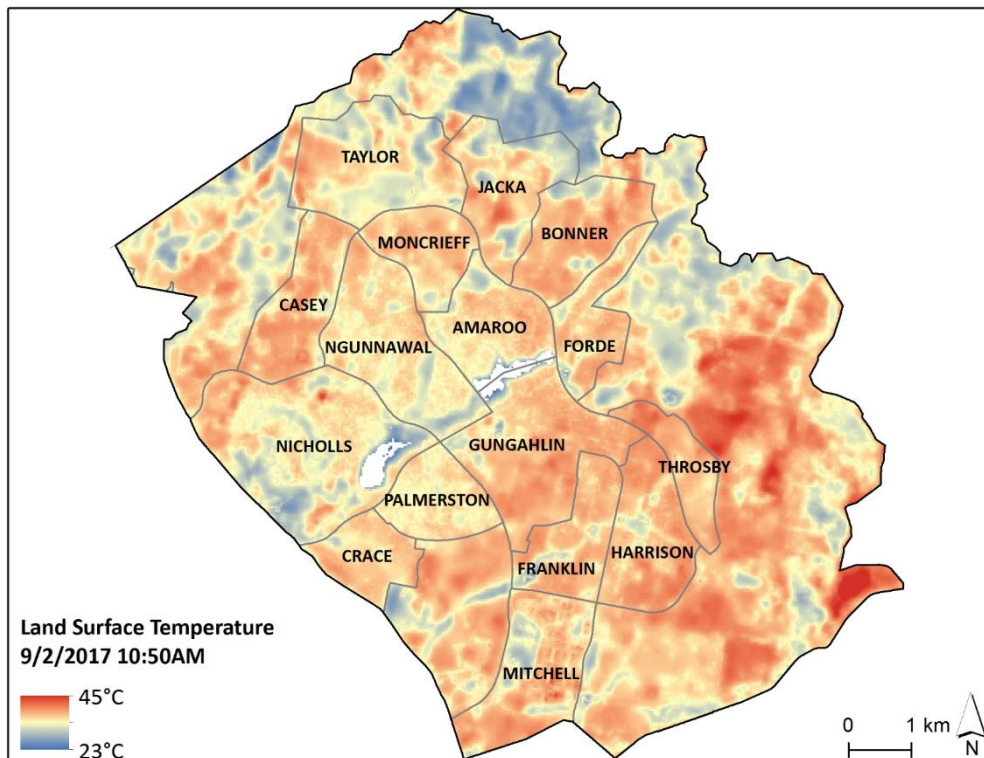 TAYLOR
JACKA
MONCRIEFF
BONNER
CASEY
AMAROO
NGUNNAWAL
FORDE
NICHOLLS
GUNGAHLIN
THROSBY
PALMERSTON
CRACE
FRANKLIN
HARRISON
MITCHELL
Land Surface Temperature
9/2/2017 10:50AM
45°C
23°C
0 1 km
N